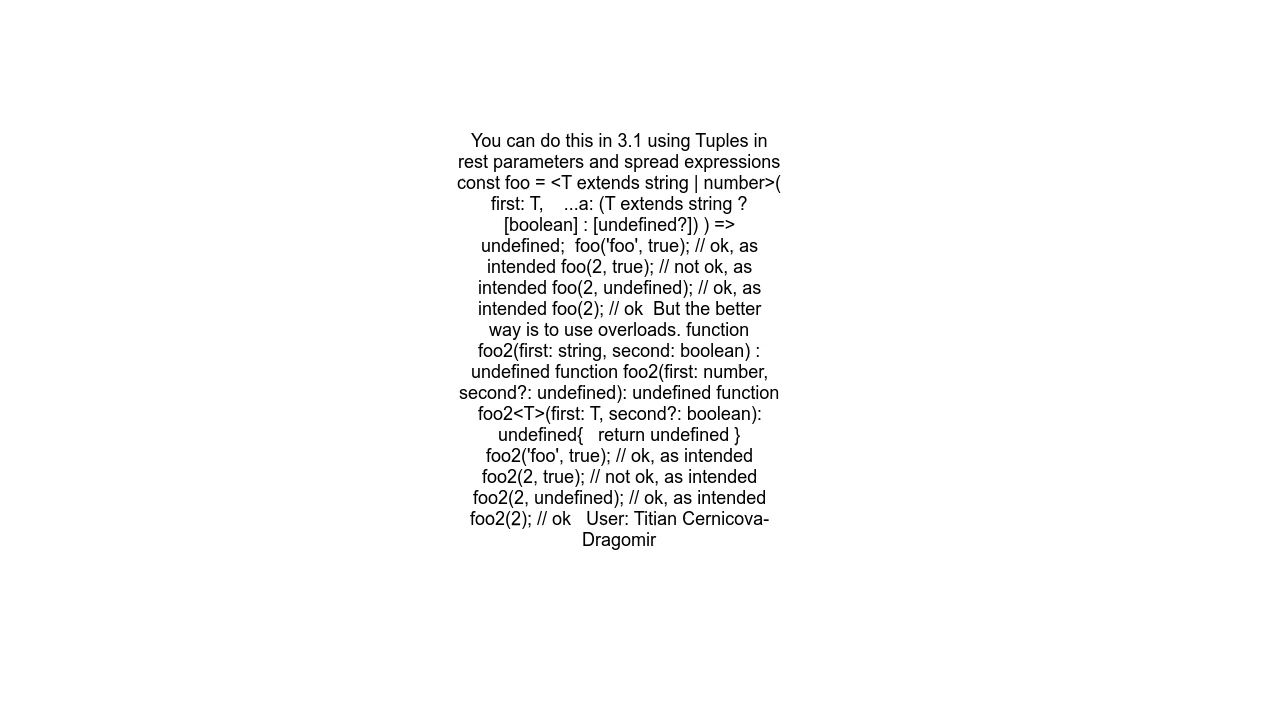 You can do this in 3.1 using Tuples in
rest parameters and spread expressions
const foo = <T extends string | number>(
first: T,    ...a: (T extends string ?
[boolean] : [undefined?]) ) =>
undefined;  foo('foo', true); // ok, as
intended foo(2, true); // not ok, as
intended foo(2, undefined); // ok, as
intended foo(2); // ok  But the better
way is to use overloads. function
foo2(first: string, second: boolean) :
undefined function foo2(first: number,
second?: undefined): undefined function
foo2<T>(first: T, second?: boolean):
undefined{   return undefined }
foo2('foo', true); // ok, as intended
foo2(2, true); // not ok, as intended
foo2(2, undefined); // ok, as intended
foo2(2); // ok   User: Titian Cernicova-
Dragomir